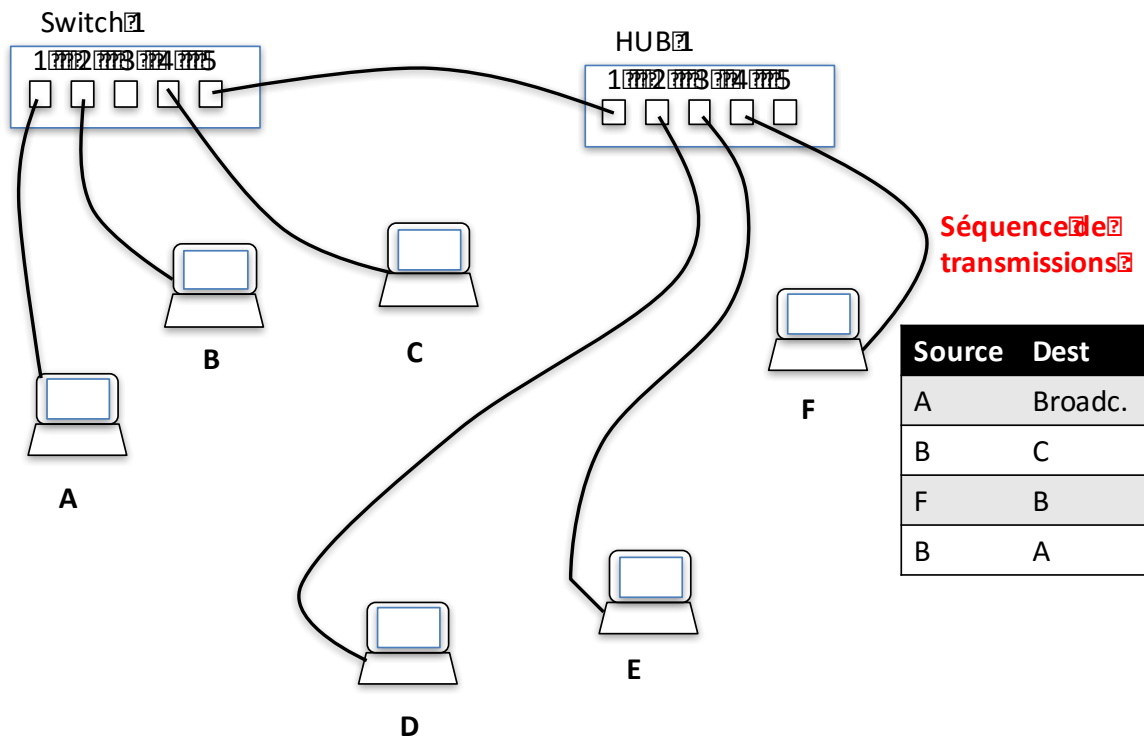 Switch 1
1 2 3 4 5
HUB 1
1 2 3 4 5
A
B
C
D
E
F
Séquence de
transmissions
Source Dest
A Broadc.
B C
F B
B A